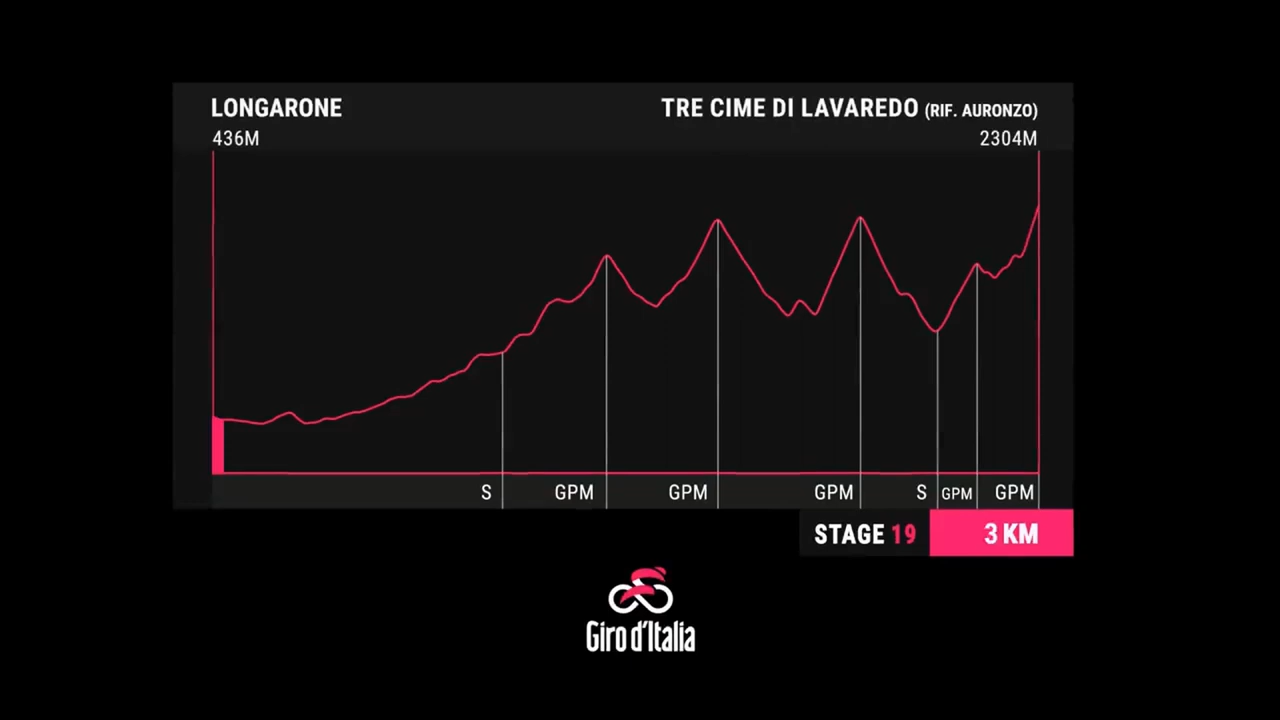 LONGARONE
TRE CIME DI LAVAREDO (RIF. AURONZO)
436M
2304M
S GPM GPM GPM S GPM GPM
STAGE 19 3 KM
Giro d'Italia